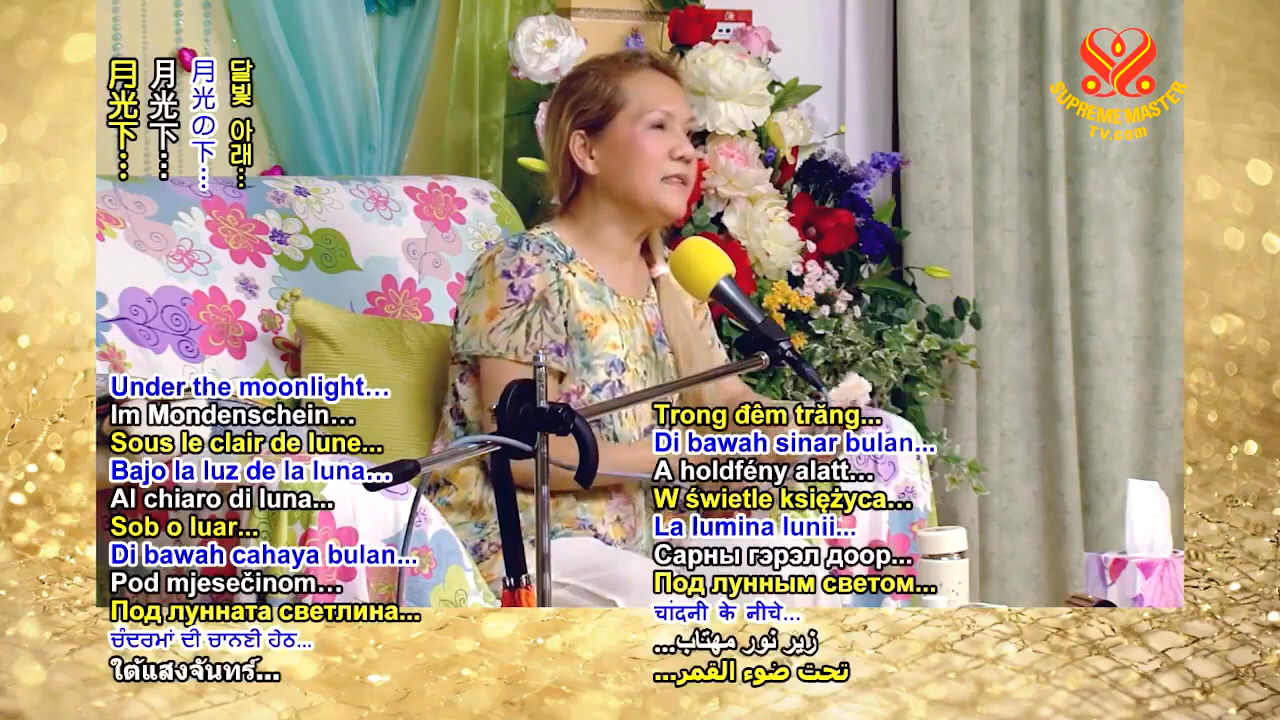 月光下…
月光下…
月光の下…
달빛 아래…
SUPREME MASTER
TV.com
Under the moonlight…
Im Mondenschein…
Sous le clair de lune...
Bajo la luz de la luna…
Al chiaro di luna...
Sob o luar...
Di bawah cahaya bulan...
Pod mjesečinom…
Под лунната светлина...
ਚੰਦਰਮਾਂ ਦੀ ਚਾਨਣੀ ਹੇਠ...
ใต้แสงจันทร์...
Trong đêm trăng...
Di bawah sinar bulan...
A holdfény alatt...
W świetle księżyca…
La lumina lunii...
Сарны гэрэл доор...
Под лунным светом...
चांदनी के नीचे...
زیر نور مهتاب...
تحت ضوء القمر...